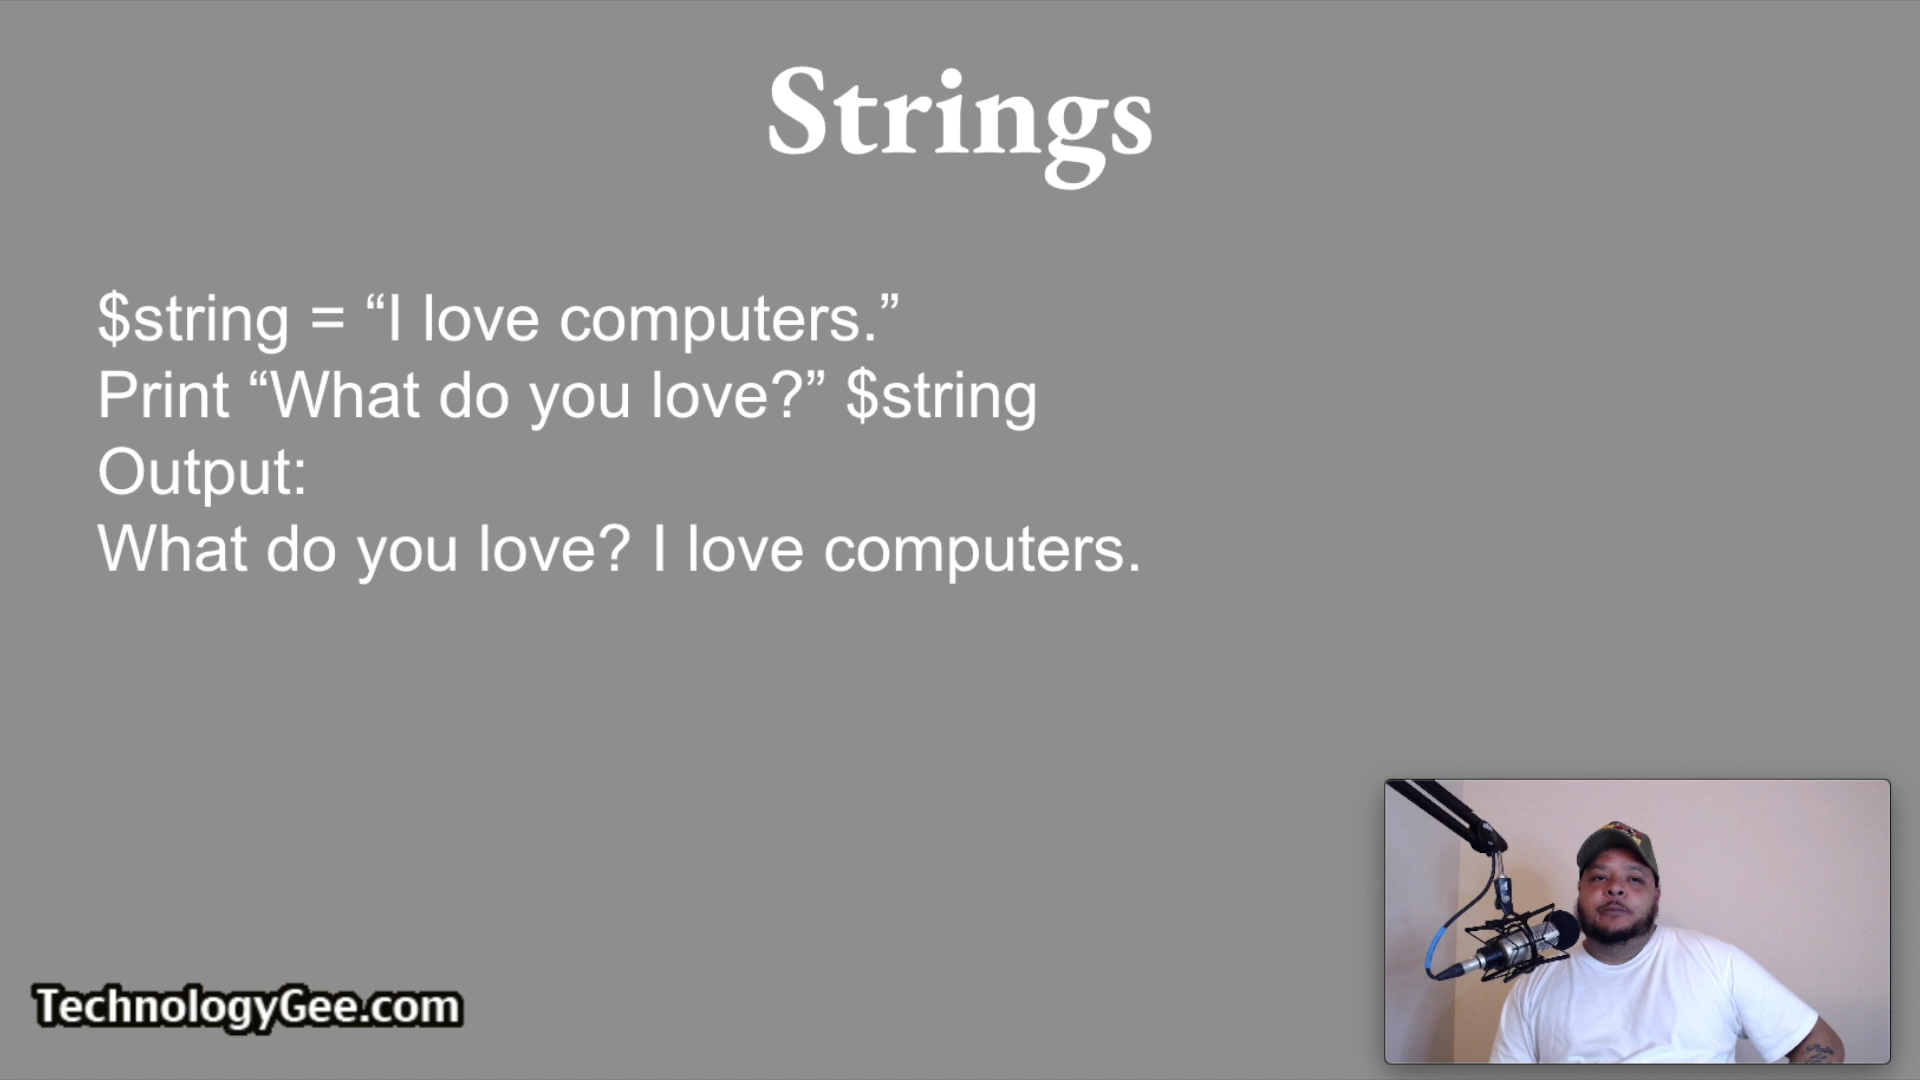 Strings
$string = “I love computers.”
Print “What do you love?” $string
Output:
What do you love? I love computers.
TechnologyGee.com